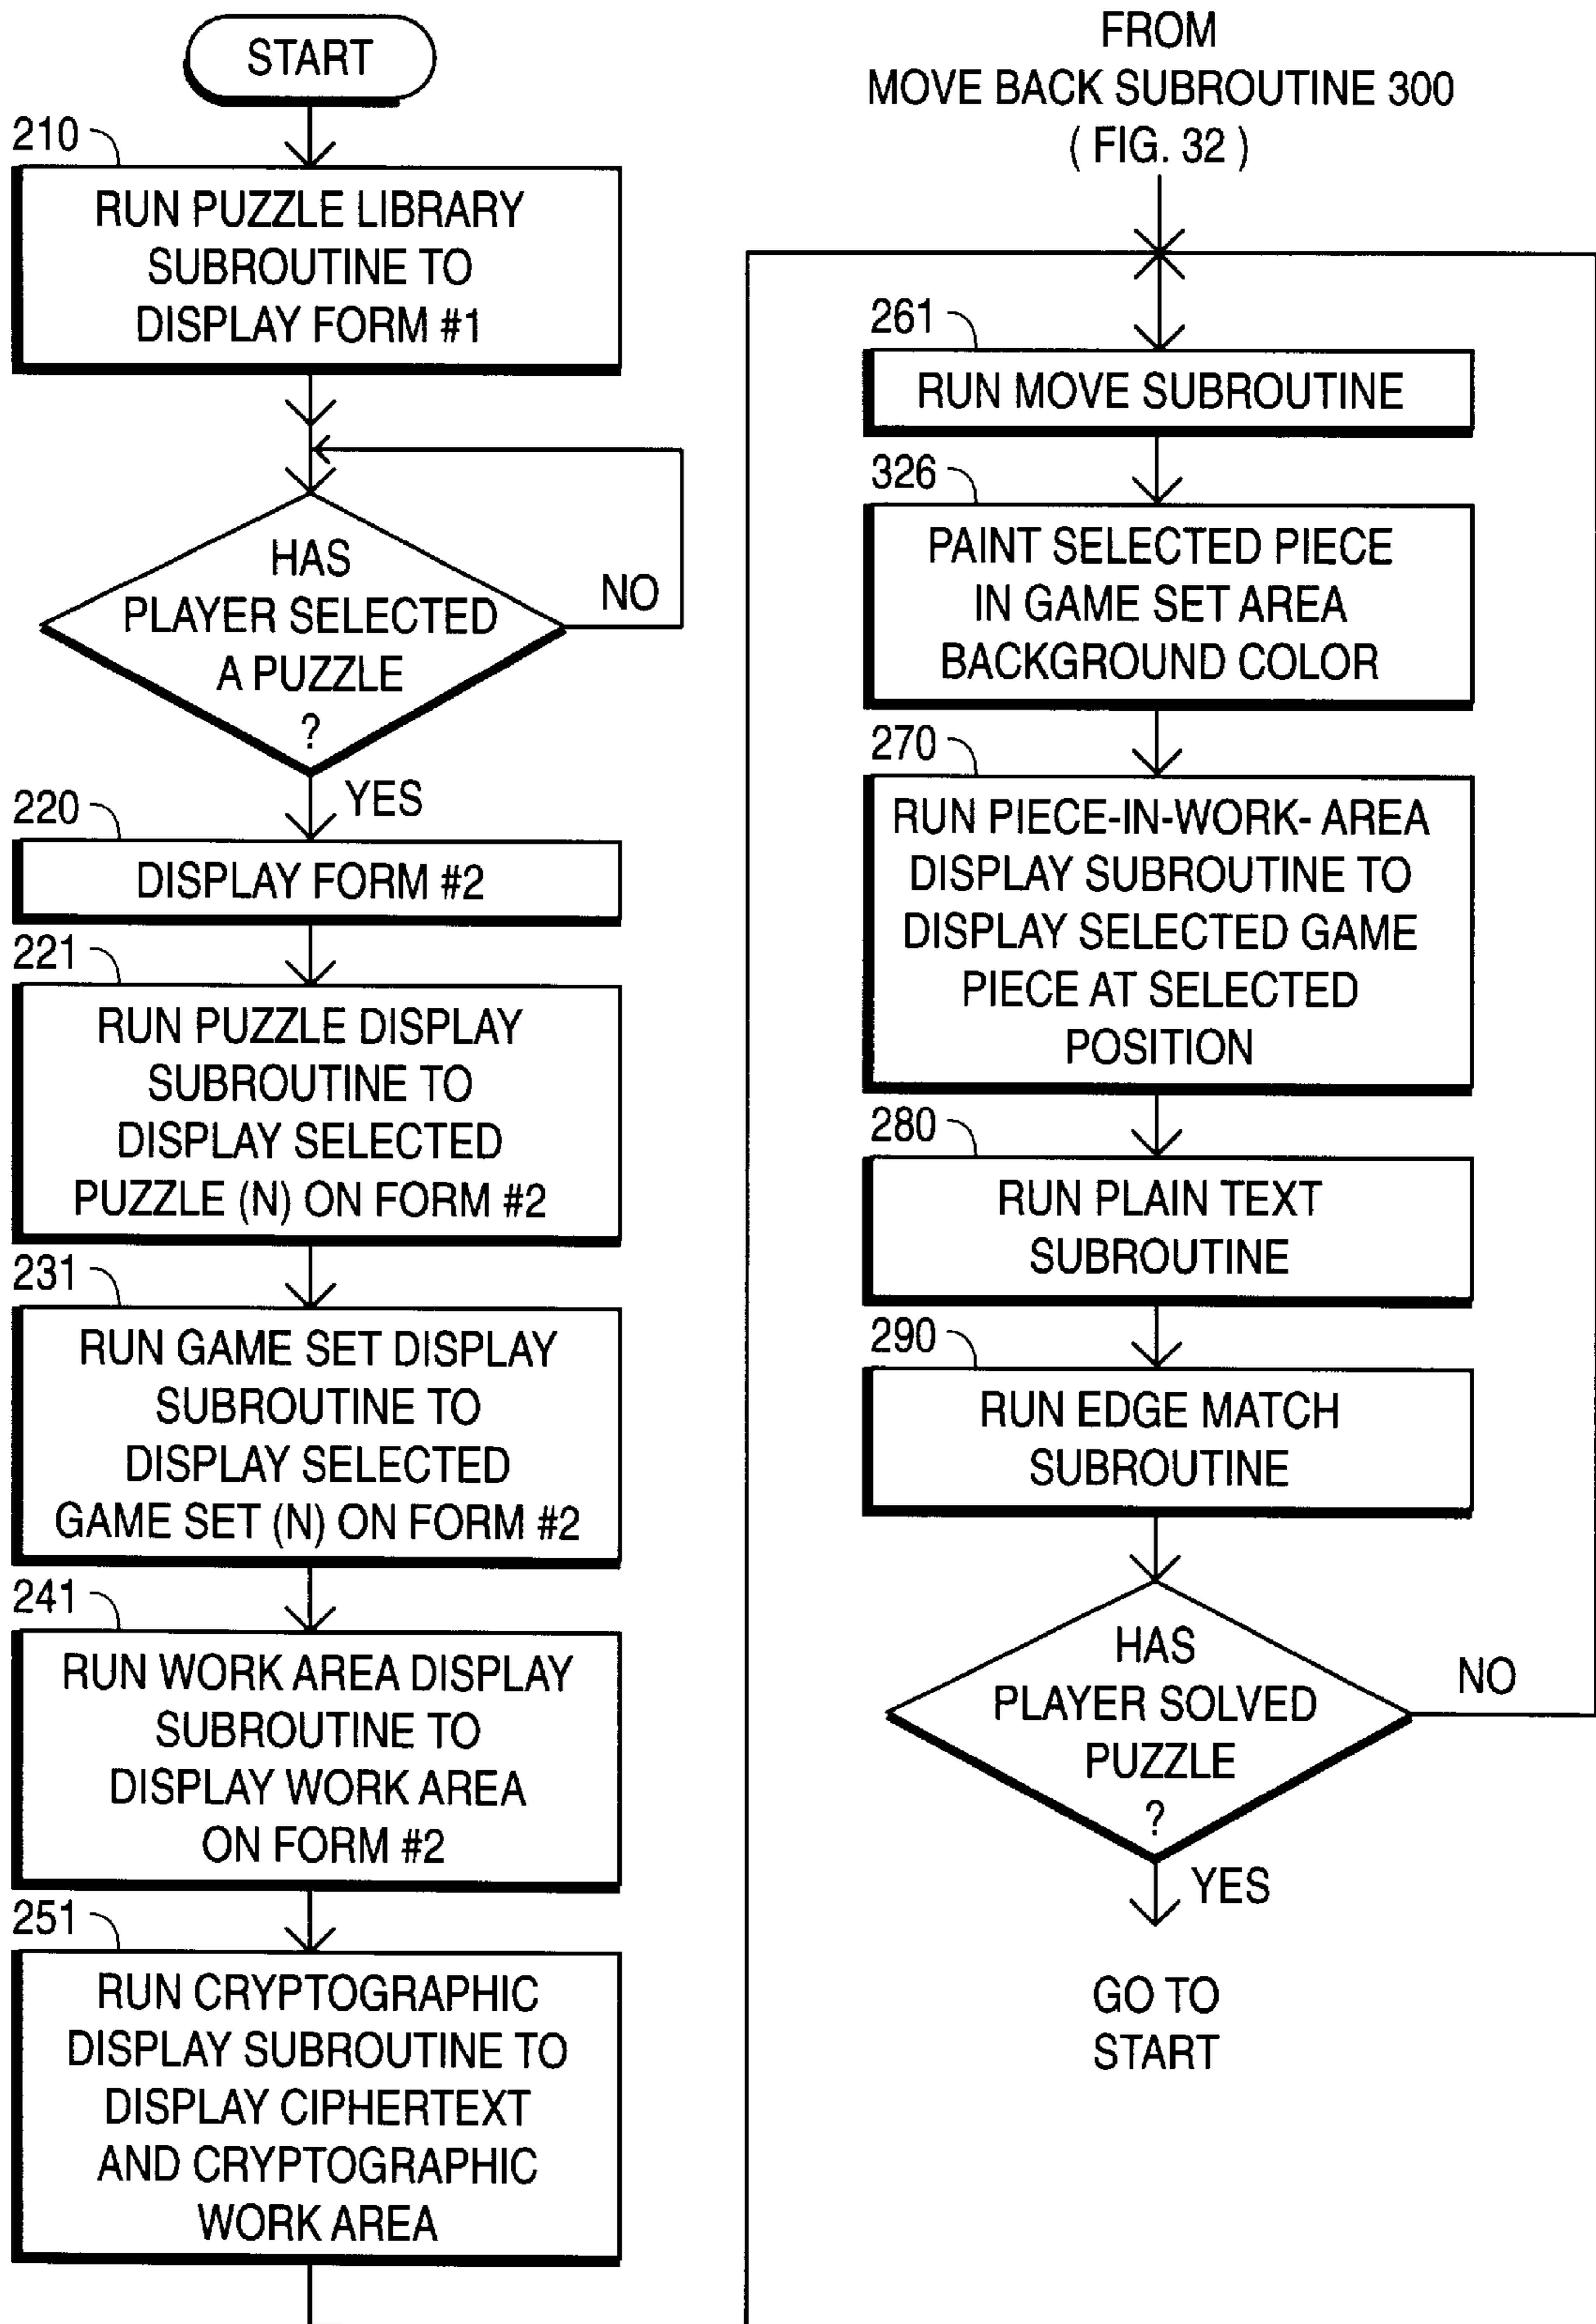 START
210
RUN PUZZLE LIBRARY
SUBROUTINE TO
DISPLAY FORM #1
HAS
PLAYER SELECTED
A PUZZLE
?
NO
YES
220
DISPLAY FORM #2
221
RUN PUZZLE DISPLAY
SUBROUTINE TO
DISPLAY SELECTED
PUZZLE (N) ON FORM #2
231
RUN GAME SET DISPLAY
SUBROUTINE TO
DISPLAY SELECTED
GAME SET (N) ON FORM #2
241
RUN WORK AREA DISPLAY
SUBROUTINE TO
DISPLAY WORK AREA
ON FORM #2
251
RUN CRYPTOGRAPHIC
DISPLAY SUBROUTINE TO
DISPLAY CIPHERTEXT
AND CRYPTOGRAPHIC
WORK AREA
FROM
MOVE BACK SUBROUTINE 300
( FIG. 32 )
261
RUN MOVE SUBROUTINE
326
PAINT SELECTED PIECE
IN GAME SET AREA
BACKGROUND COLOR
270
RUN PIECE-IN-WORK- AREA
DISPLAY SUBROUTINE TO
DISPLAY SELECTED GAME
PIECE AT SELECTED
POSITION
280
RUN PLAIN TEXT
SUBROUTINE
290
RUN EDGE MATCH
SUBROUTINE
HAS
PLAYER SOLVED
PUZZLE
?
NO
YES
GO TO
START